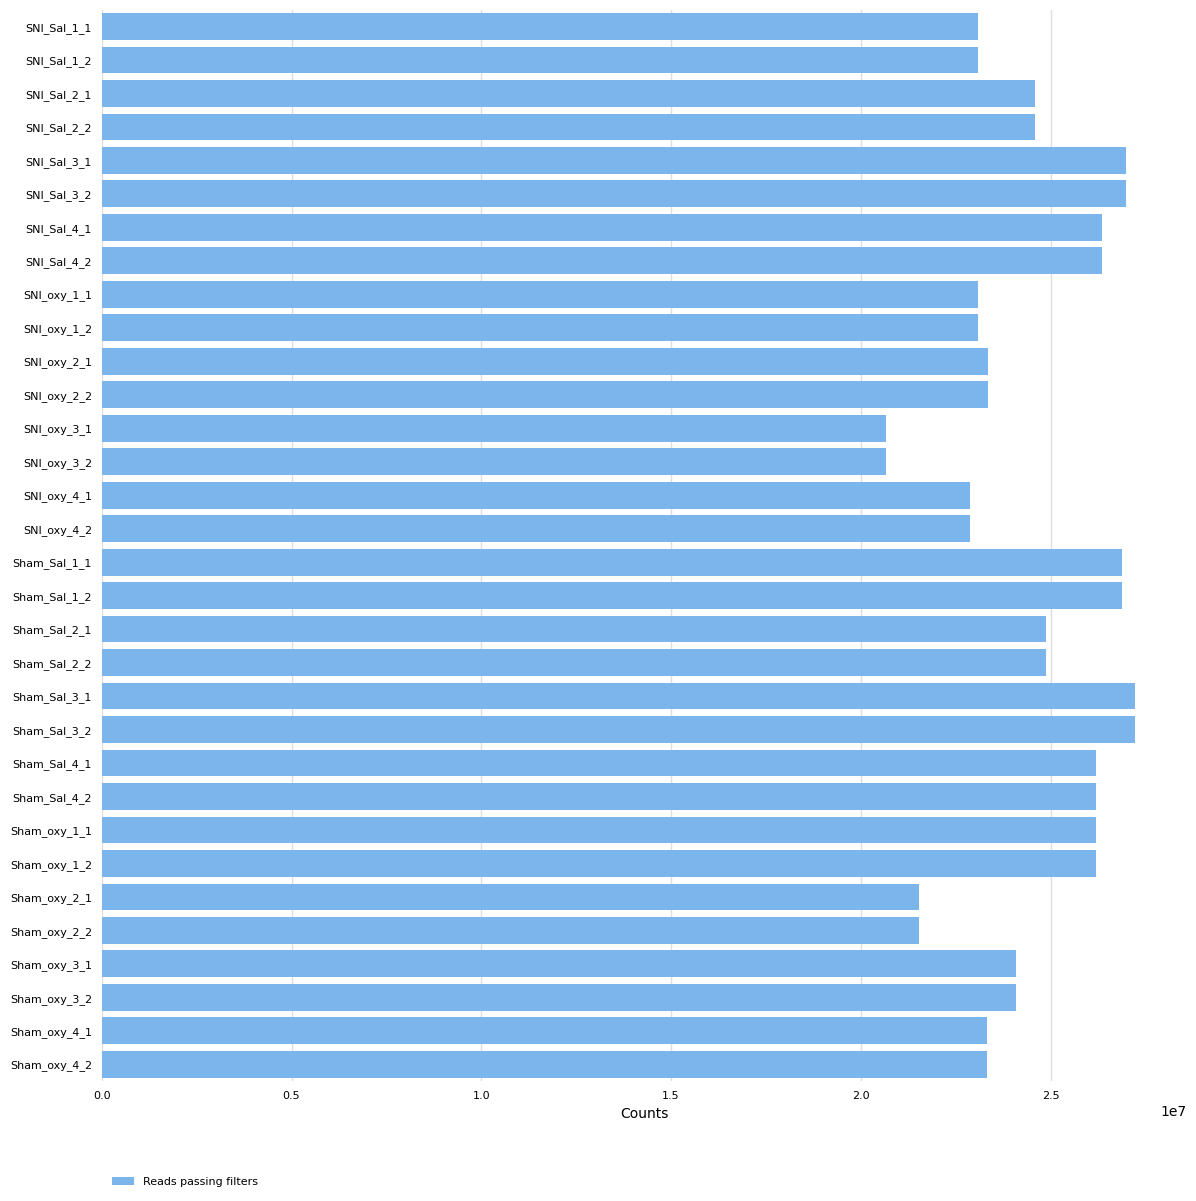 SNI_Sal_1_1
SNI_Sal_1_2
SNI_Sal_2_1
SNI_Sal_2_2
SNI_Sal_3_1
SNI_Sal_3_2
SNI_Sal_4_1
SNI_Sal_4_2
SNI_oxy_1_1
SNI_oxy_1_2
SNI_oxy_2_1
SNI_oxy_2_2
SNI_oxy_3_1
SNI_oxy_3_2
SNI_oxy_4_1
SNI_oxy_4_2
Sham_Sal_1_1
Sham_Sal_1_2
Sham_Sal_2_1
Sham_Sal_2_2
Sham_Sal_3_1
Sham_Sal_3_2
Sham_Sal_4_1
Sham_Sal_4_2
Sham_oxy_1_1
Sham_oxy_1_2
Sham_oxy_2_1
Sham_oxy_2_2
Sham_oxy_3_1
Sham_oxy_3_2
Sham_oxy_4_1
Sham_oxy_4_2
0.0 0.5 1.0 1.5 2.0 2.5
Counts
1e7
Reads passing filters